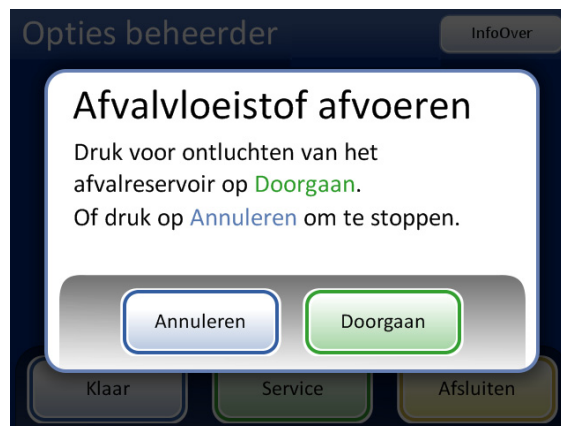 Opties beheerder
InfoOver
Afvalvloeistof afvoeren
Druk voor ontluchten van het
afvalreservoir op Doorgaan.
Of druk op Annuleren om te stoppen.
Annuleren
Doorgaan
Klaar
Service
Afsluiten